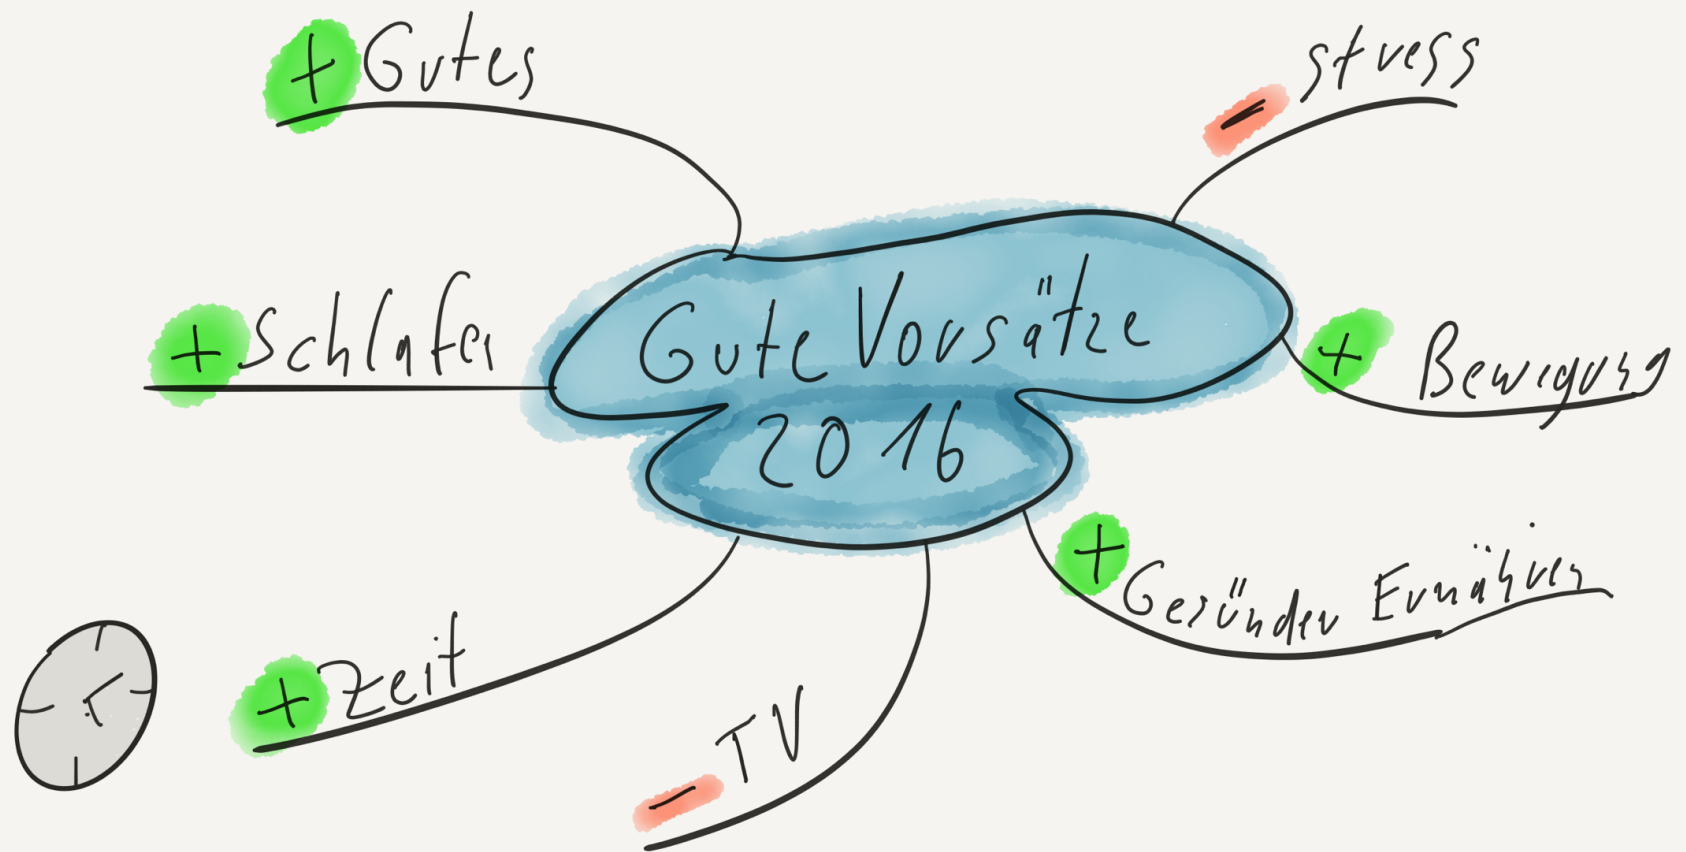 + Gutes
- stress
+ Schlafen
Gute Vorsätze
2016
+ Bewegung
+ Gesünder Ernähren
+ Zeit
- TV